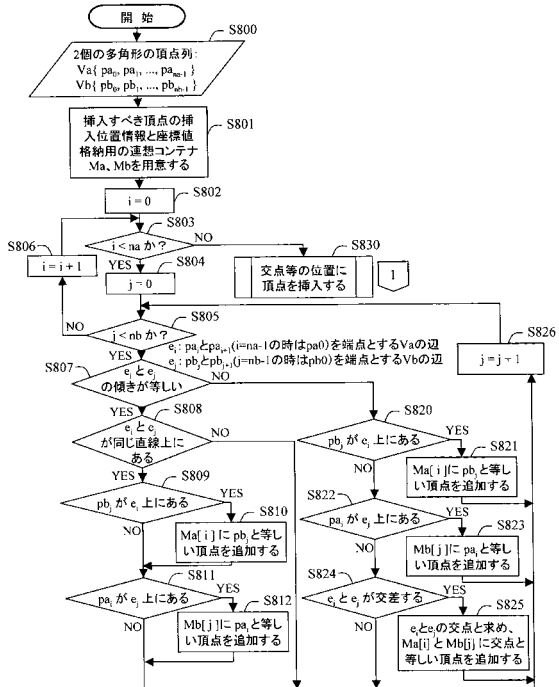 開 始
S800
2個の多角形の頂点列:
Va{ pa0, pa1, ..., pana-1 }
Vb{ pb0, pb1, ..., pbnb-1 }
S801
挿入すべき頂点の挿
入位置情報と座標値
格納用の連想コンテナ
Ma、Mbを用意する
S802
i = 0
S803
i < na か？
NO
YES
S804
j = 0
S806
i = i + 1
S830
交点等の位置に
頂点を挿入する
1
S805
j < nb か？
NO
YES
ei : paiとpai+1(i=na-1の時はpa0)を端点とするVaの辺
ej : pbjとpbj+1(j=nb-1の時はpb0)を端点とするVbの辺
S826
j = j + 1
S807
eiとej
の傾きが等しい
NO
YES
S808
eiとej
が同じ直線上に
ある
NO
YES
S809
pbj が ei 上にある
YES
NO
S810
Ma[ i ]に pbjと等し
い頂点を追加する
S811
pai が ej 上にある
YES
NO
S812
Mb[ j ]に paiと等し
い頂点を追加する
S820
pbj が ei 上にある
YES
NO
S821
Ma[ i ]に pbjと等し
い頂点を追加する
S822
pai が ej 上にある
YES
NO
S823
Mb[ j ]に paiと等し
い頂点を追加する
S824
eiとejが交差する
YES
NO
S825
eiとejの交点と求め、
Ma[i]とMb[j]に交点と
等しい頂点を追加する